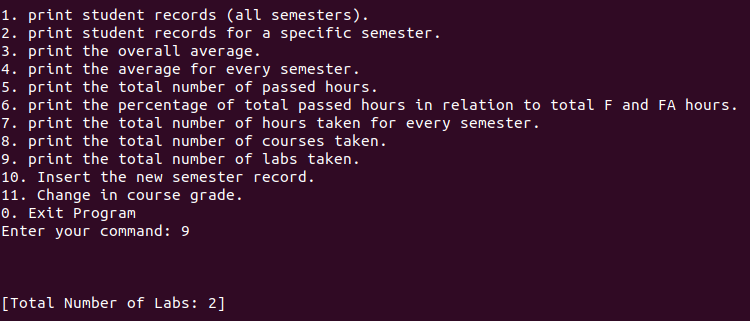 1. print student records (all semesters).
2. print student records for a specific semester.
3. print the overall average.
4. print the average for every semester.
5. print the total number of passed hours.
6. print the percentage of total passed hours in relation to total F and FA hours.
7. print the total number of hours taken for every semester.
8. print the total number of courses taken.
9. print the total number of labs taken.
10. Insert the new semester record.
11. Change in course grade.
0. Exit Program
Enter your command: 9
[Total Number of Labs: 2]